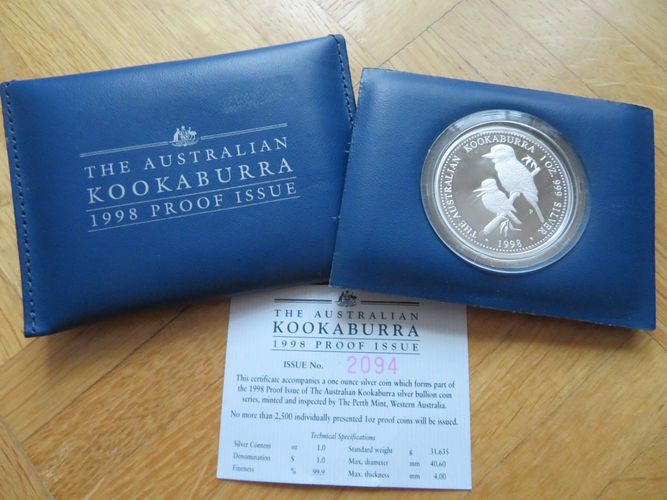 THE AUSTRALIAN
KOOKABURRA
1998 PROOF ISSUE
THE AUSTRALIAN KOOKABURRA 1 OZ. 999 SILVER
• 1998 •
THE AUSTRALIAN
KOOKABURRA
1998 PROOF ISSUE
ISSUE No. 2094
This certificate accompanies a one ounce silver coin which forms part of
the 1998 Proof Issue of The Australian Kookaburra silver bullion coin
series, minted and inspected by The Perth Mint, Western Australia.
No more than 2,500 individually presented 1oz proof coins will be issued.
Technical Specifications
Silver Content oz 1.0 Standard weight g 31.635
Denomination $ 1.0 Max. diameter mm 40.60
Fineness % 99.9 Max. thickness mm 4.00